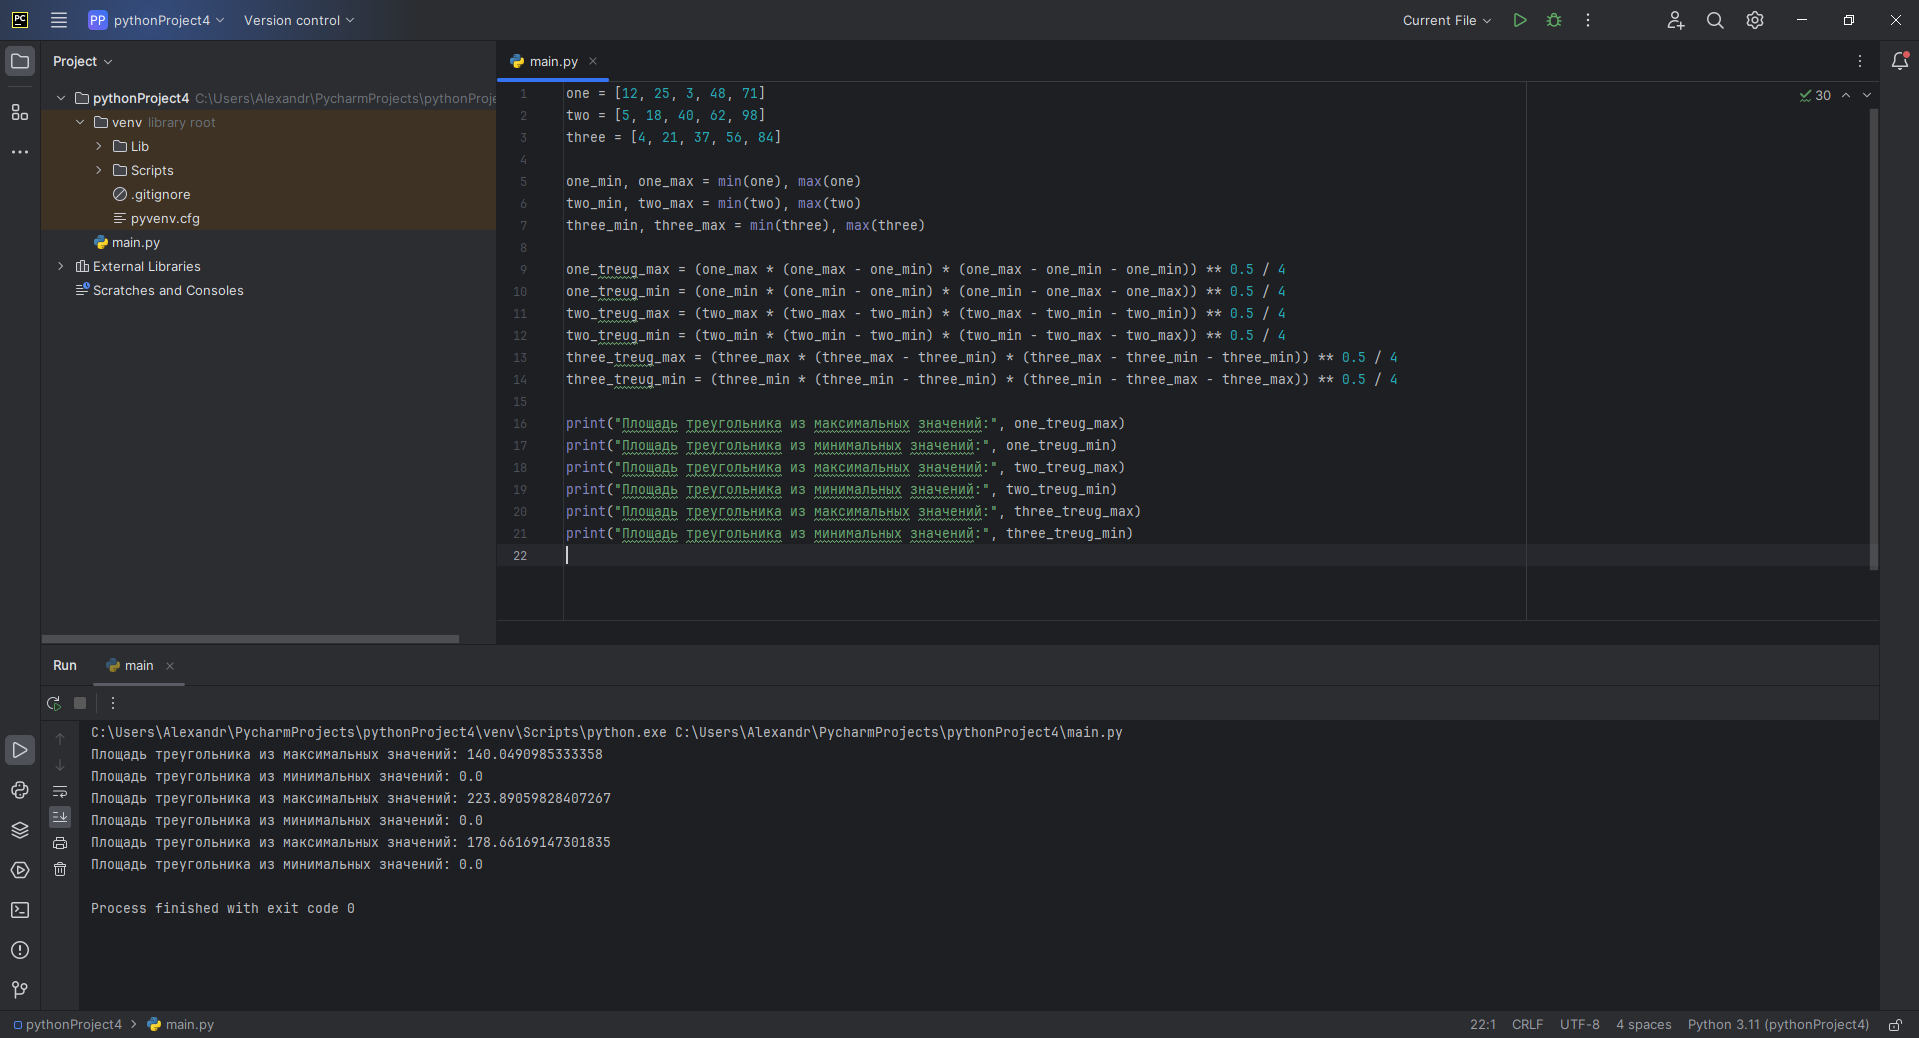 PC PP pythonProject4 Version control Current File
Project
pythonProject4 C:\Users\Alexandr\PycharmProjects\pythonProje
venv library root
Lib
Scripts
.gitignore
pyvenv.cfg
main.py
External Libraries
Scratches and Consoles
main.py
30
1 one = [12, 25, 3, 48, 71]
2 two = [5, 18, 40, 62, 98]
3 three = [4, 21, 37, 56, 84]
4
5 one_min, one_max = min(one), max(one)
6 two_min, two_max = min(two), max(two)
7 three_min, three_max = min(three), max(three)
8
9 one_treug_max = (one_max * (one_max - one_min) * (one_max - one_min - one_min)) ** 0.5 / 4
10 one_treug_min = (one_min * (one_min - one_min) * (one_min - one_max - one_max)) ** 0.5 / 4
11 two_treug_max = (two_max * (two_max - two_min) * (two_max - two_min - two_min)) ** 0.5 / 4
12 two_treug_min = (two_min * (two_min - two_min) * (two_min - two_max - two_max)) ** 0.5 / 4
13 three_treug_max = (three_max * (three_max - three_min) * (three_max - three_min - three_min)) ** 0.5 / 4
14 three_treug_min = (three_min * (three_min - three_min) * (three_min - three_max - three_max)) ** 0.5 / 4
15
16 print("Площадь треугольника из максимальных значений:", one_treug_max)
17 print("Площадь треугольника из минимальных значений:", one_treug_min)
18 print("Площадь треугольника из максимальных значений:", two_treug_max)
19 print("Площадь треугольника из минимальных значений:", two_treug_min)
20 print("Площадь треугольника из максимальных значений:", three_treug_max)
21 print("Площадь треугольника из минимальных значений:", three_treug_min)
22
Run main
C:\Users\Alexandr\PycharmProjects\pythonProject4\venv\Scripts\python.exe C:\Users\Alexandr\PycharmProjects\pythonProject4\main.py
Площадь треугольника из максимальных значений: 140.0490985333358
Площадь треугольника из минимальных значений: 0.0
Площадь треугольника из максимальных значений: 223.89059828407267
Площадь треугольника из минимальных значений: 0.0
Площадь треугольника из максимальных значений: 178.66169147301835
Площадь треугольника из минимальных значений: 0.0
Process finished with exit code 0
pythonProject4 main.py 22:1 CRLF UTF-8 4 spaces Python 3.11 (pythonProject4)